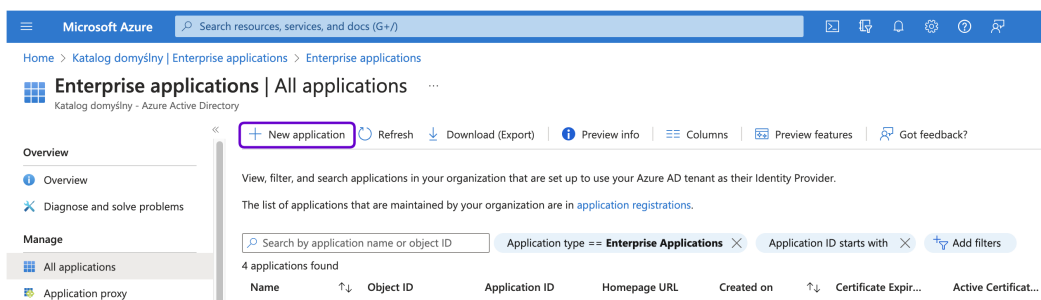 Microsoft Azure
Search resources, services, and docs (G+/)
Home > Katalog domyślny | Enterprise applications > Enterprise applications
Enterprise applications | All applications ...
Katalog domyślny - Azure Active Directory
+ New application Refresh Download (Export) Preview info Columns Preview features Got feedback?
Overview
Overview
Diagnose and solve problems
Manage
All applications
Application proxy
View, filter, and search applications in your organization that are set up to use your Azure AD tenant as their Identity Provider.
The list of applications that are maintained by your organization are in application registrations.
Search by application name or object ID
Application type == Enterprise Applications
Application ID starts with
Add filters
4 applications found
Name Object ID Application ID Homepage URL Created on Certificate Expir... Active Certificat...